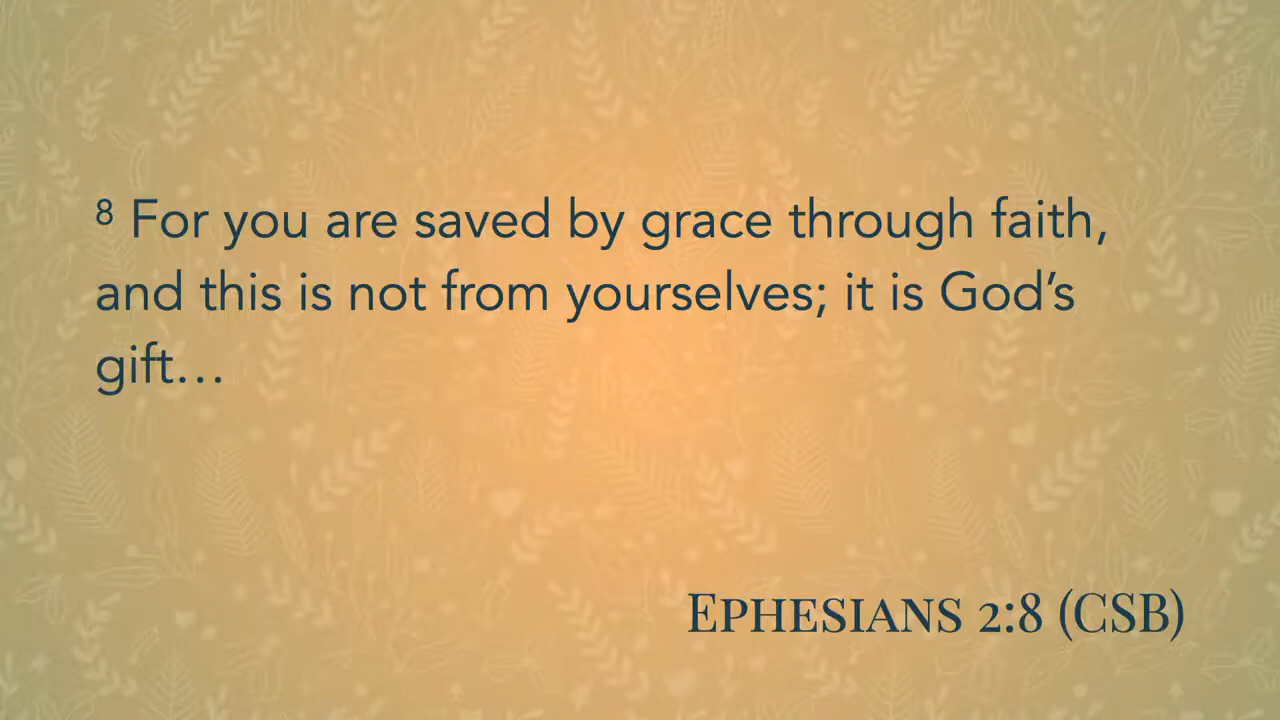 8 For you are saved by grace through faith,
and this is not from yourselves; it is God’s
gift…
Ephesians 2:8 (CSB)